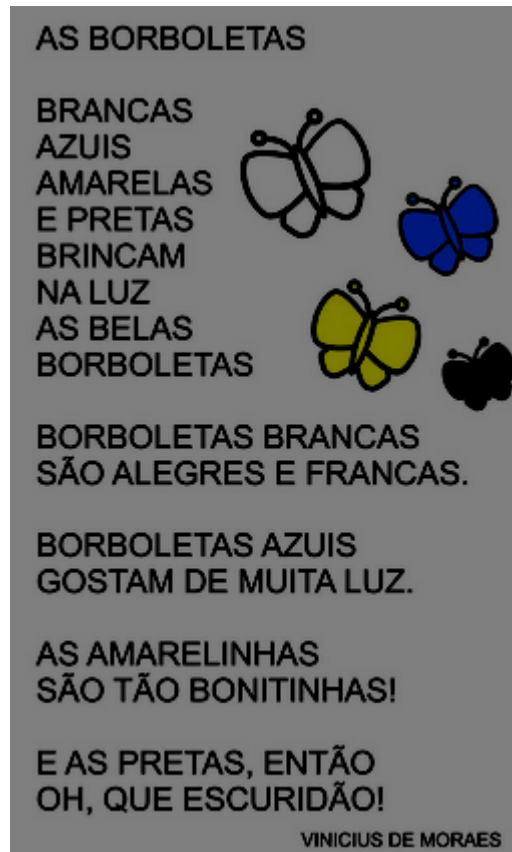 AS BORBOLETAS
BRANCAS
AZUIS
AMARELAS
E PRETAS
BRINCAM
NA LUZ
AS BELAS
BORBOLETAS
BORBOLETAS BRANCAS
SÃO ALEGRES E FRANCAS.
BORBOLETAS AZUIS
GOSTAM DE MUITA LUZ.
AS AMARELINHAS
SÃO TÃO BONITINHAS!
E AS PRETAS, ENTÃO
OH, QUE ESCURIDÃO!
VINICIUS DE MORAES